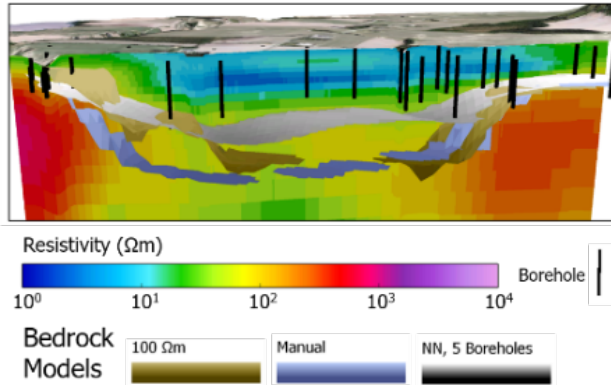 Resistivity (Ωm)
Borehole
10⁰ 10¹ 10² 10³ 10⁴
Bedrock Models
100 Ωm
Manual
NN, 5 Boreholes